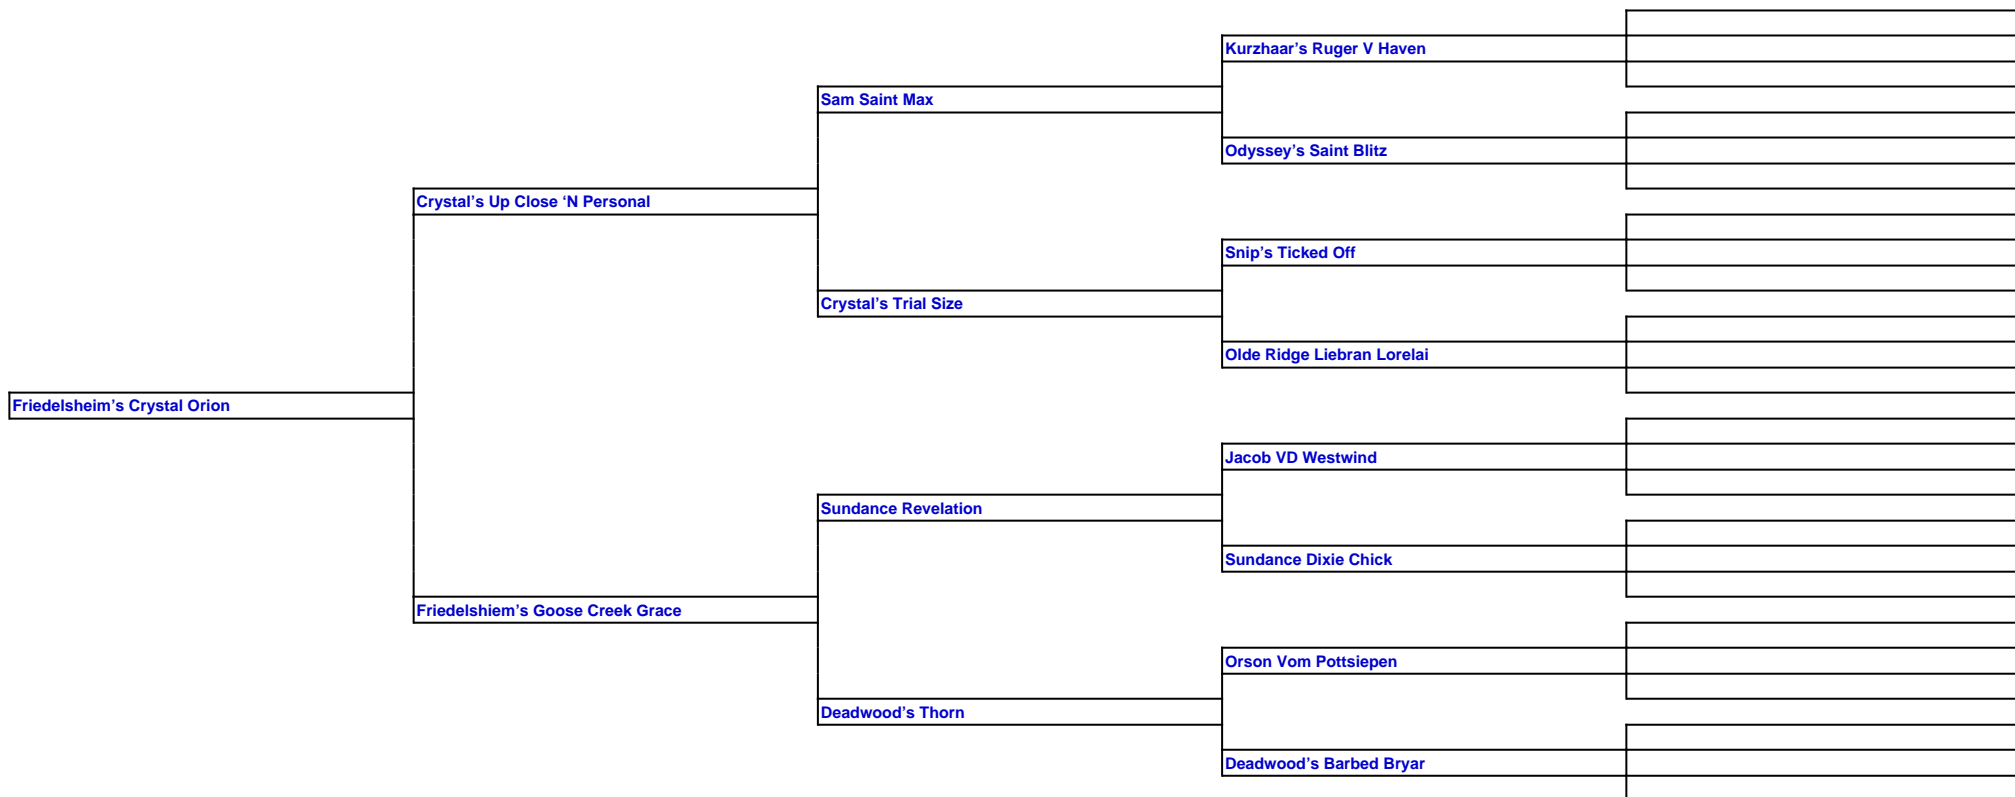 Kurzhaar’s Ruger V Haven
Sam Saint Max
Odyssey’s Saint Blitz
Crystal’s Up Close ‘N Personal
Snip’s Ticked Off
Crystal’s Trial Size
Olde Ridge Liebran Lorelai
Friedelsheim’s Crystal Orion
Jacob VD Westwind
Sundance Revelation
Sundance Dixie Chick
Friedelshiem’s Goose Creek Grace
Orson Vom Pottsiepen
Deadwood’s Thorn
Deadwood’s Barbed Bryar